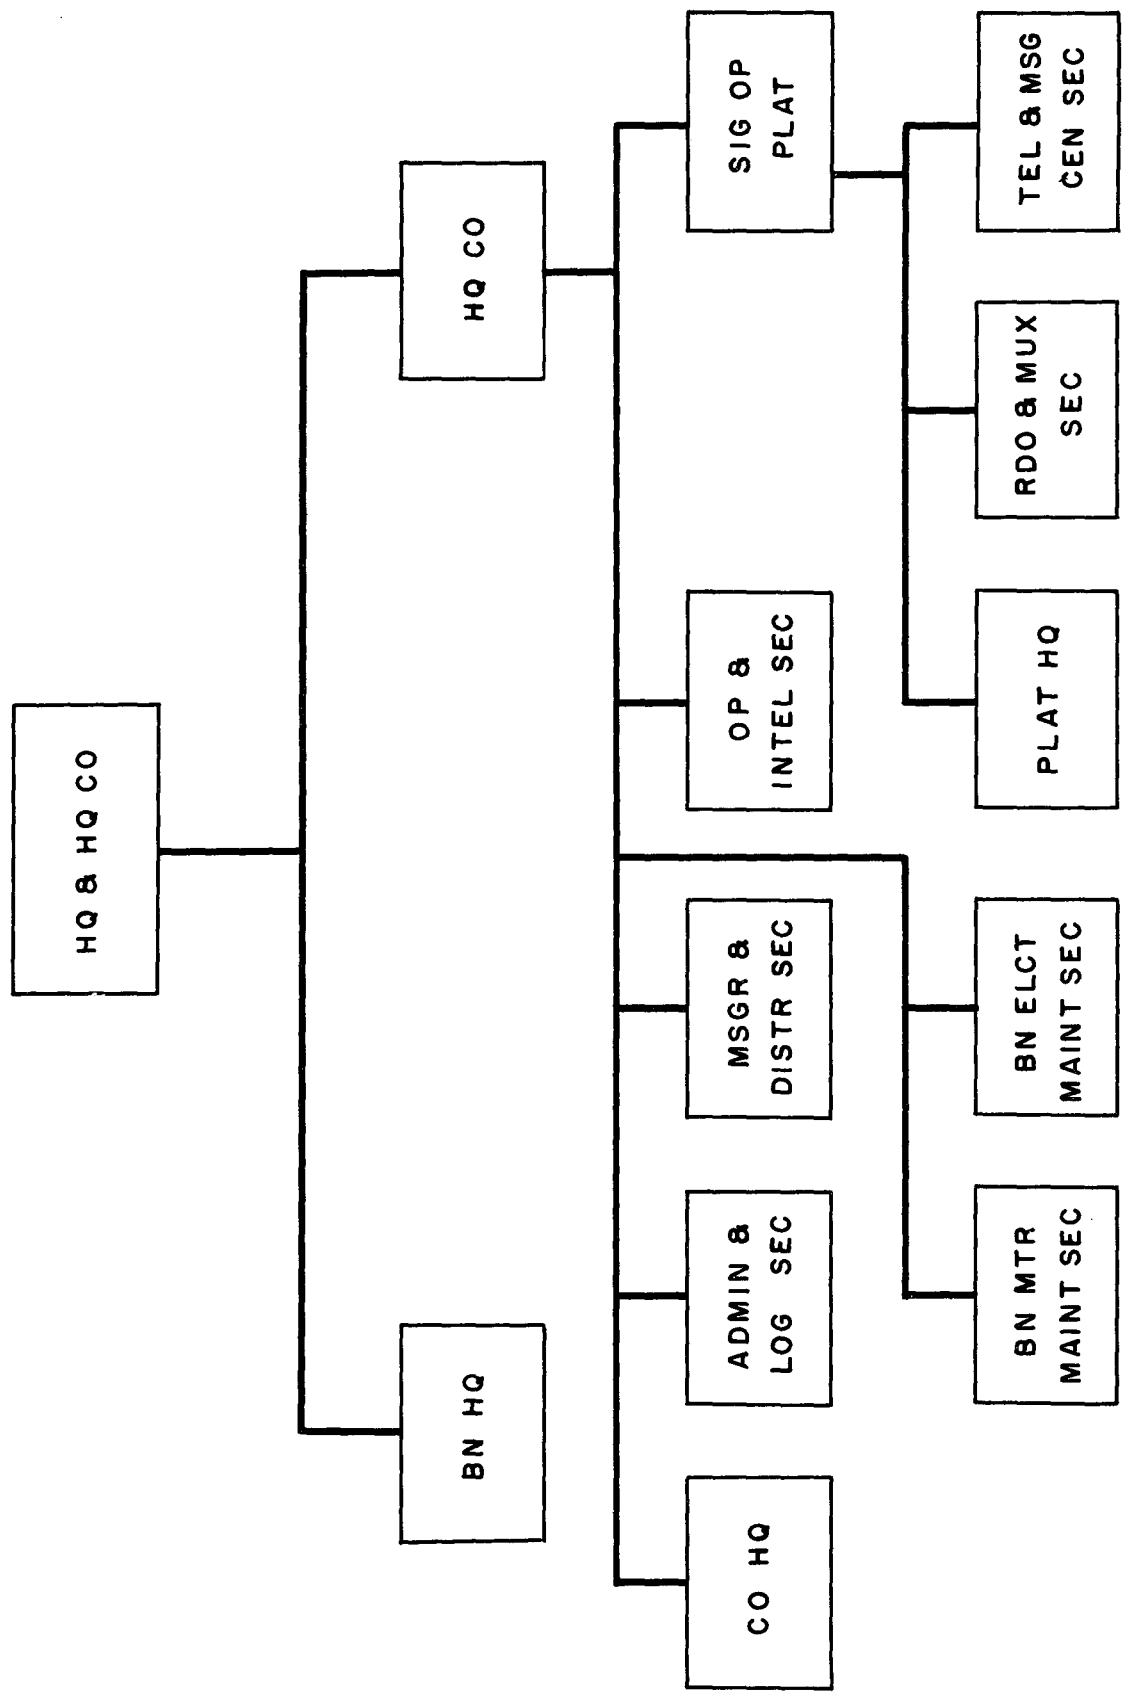 HQ & HQ CO
BN HQ
HQ CO
CO HQ
ADMIN &
LOG SEC
MSGR &
DISTR SEC
OP &
INTEL SEC
SIG OP
PLAT
BN MTR
MAINT SEC
BN ELCT
MAINT SEC
PLAT HQ
RDO & MUX
SEC
TEL & MSG
CEN SEC